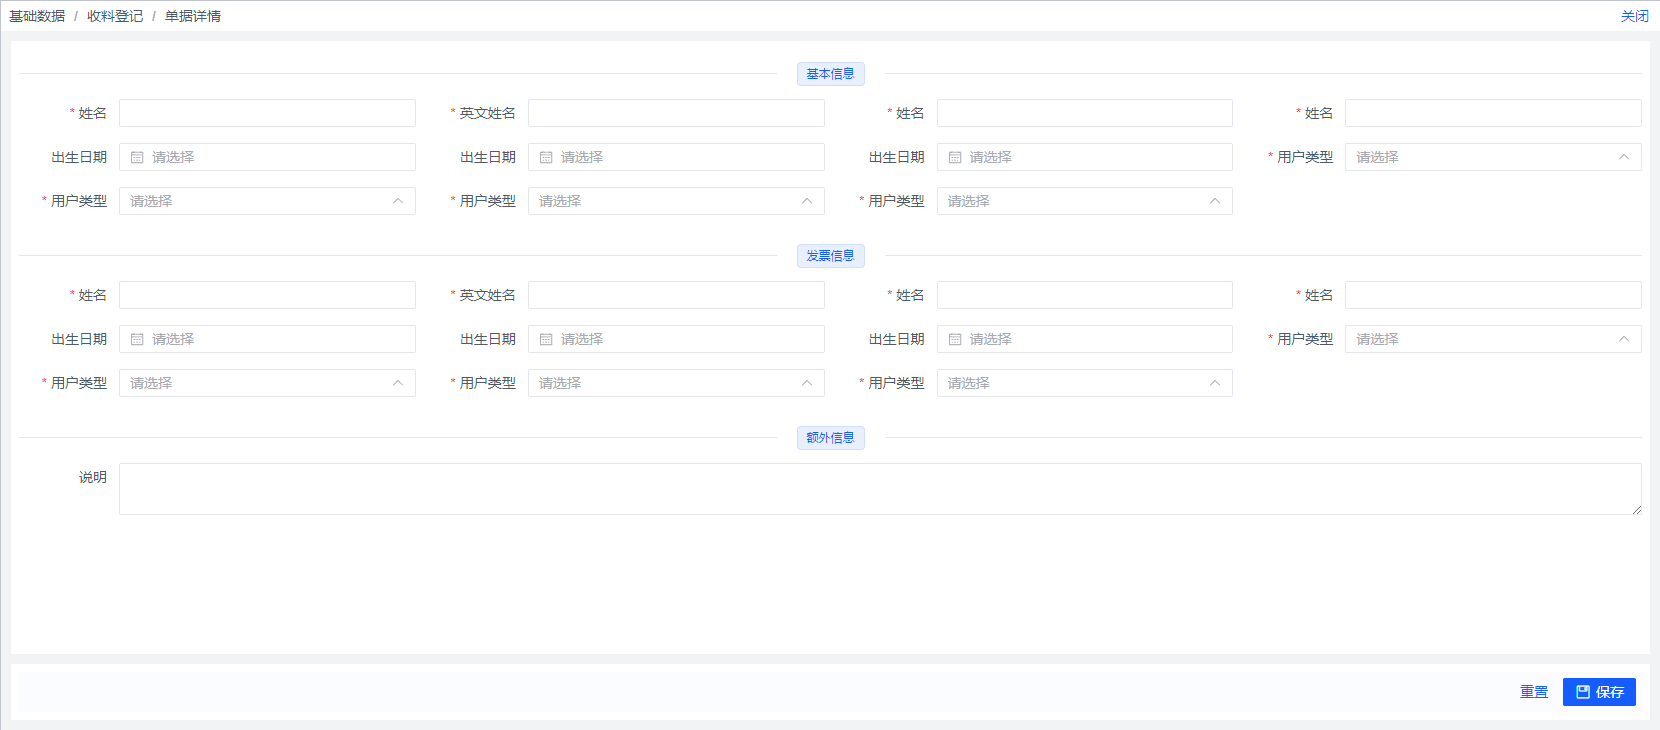 基础数据 / 收料登记 / 单据详情 关闭
基本信息
* 姓名 * 英文姓名 * 姓名 * 姓名
出生日期 请选择 出生日期 请选择 出生日期 请选择 * 用户类型 请选择
* 用户类型 请选择 * 用户类型 请选择 * 用户类型 请选择
发票信息
* 姓名 * 英文姓名 * 姓名 * 姓名
出生日期 请选择 出生日期 请选择 出生日期 请选择 * 用户类型 请选择
* 用户类型 请选择 * 用户类型 请选择 * 用户类型 请选择
额外信息
说明
重置 保存